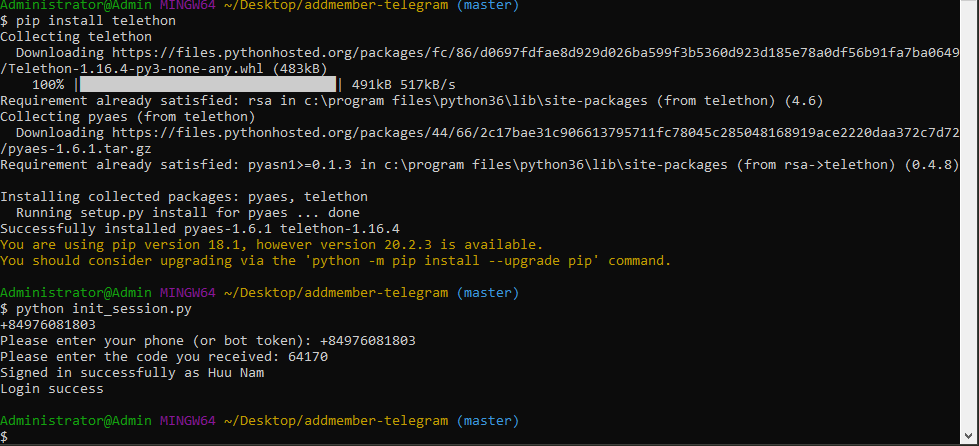 Administrator@Admin MINGW64 ~/Desktop/addmember-telegram (master)
$ pip install telethon
Collecting telethon
  Downloading https://files.pythonhosted.org/packages/fc/86/d0697fdfae8d929d026ba599f3b5360d923d185e78a0df56b91fa7ba0649
/Telethon-1.16.4-py3-none-any.whl (483kB)
    100% |████████████████████████████████| 491kB 517kB/s
Requirement already satisfied: rsa in c:\program files\python36\lib\site-packages (from telethon) (4.6)
Collecting pyaes (from telethon)
  Downloading https://files.pythonhosted.org/packages/44/66/2c17bae31c906613795711fc78045c285048168919ace2220daa372c7d72
/pyaes-1.6.1.tar.gz
Requirement already satisfied: pyasn1>=0.1.3 in c:\program files\python36\lib\site-packages (from rsa->telethon) (0.4.8)
Installing collected packages: pyaes, telethon
  Running setup.py install for pyaes ... done
Successfully installed pyaes-1.6.1 telethon-1.16.4
You are using pip version 18.1, however version 20.2.3 is available.
You should consider upgrading via the 'python -m pip install --upgrade pip' command.
Administrator@Admin MINGW64 ~/Desktop/addmember-telegram (master)
$ python init_session.py
+84976081803
Please enter your phone (or bot token): +84976081803
Please enter the code you received: 64170
Signed in successfully as Huu Nam
Login success
Administrator@Admin MINGW64 ~/Desktop/addmember-telegram (master)
$